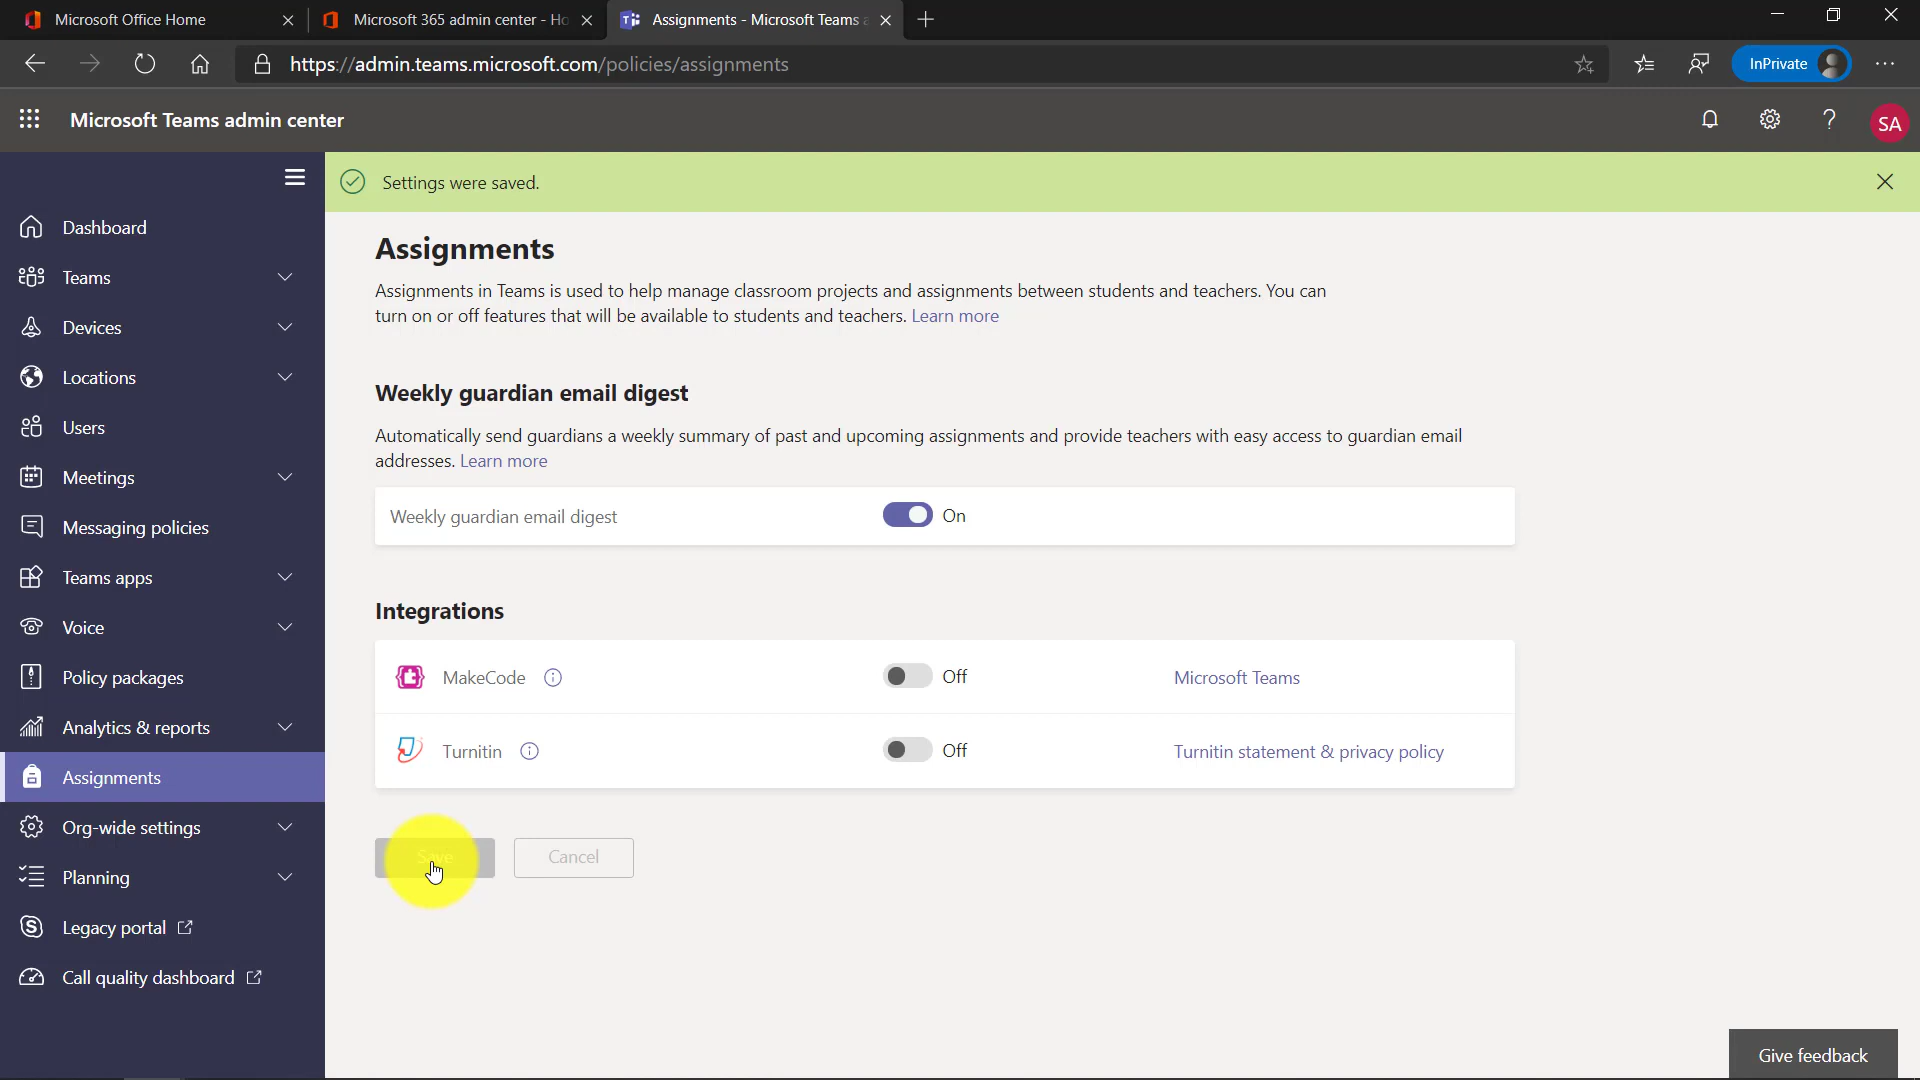 Microsoft Office Home
Microsoft 365 admin center - Ho
Assignments - Microsoft Teams a
https://admin.teams.microsoft.com/policies/assignments
InPrivate
Microsoft Teams admin center
SA
Settings were saved.
Dashboard
Teams
Devices
Locations
Users
Meetings
Messaging policies
Teams apps
Voice
Policy packages
Analytics & reports
Assignments
Org-wide settings
Planning
Legacy portal
Call quality dashboard
Assignments
Assignments in Teams is used to help manage classroom projects and assignments between students and teachers. You can
turn on or off features that will be available to students and teachers. Learn more
Weekly guardian email digest
Automatically send guardians a weekly summary of past and upcoming assignments and provide teachers with easy access to guardian email
addresses. Learn more
Weekly guardian email digest
On
Integrations
MakeCode
Off
Microsoft Teams
Turnitin
Off
Turnitin statement & privacy policy
Save
Cancel
Give feedback